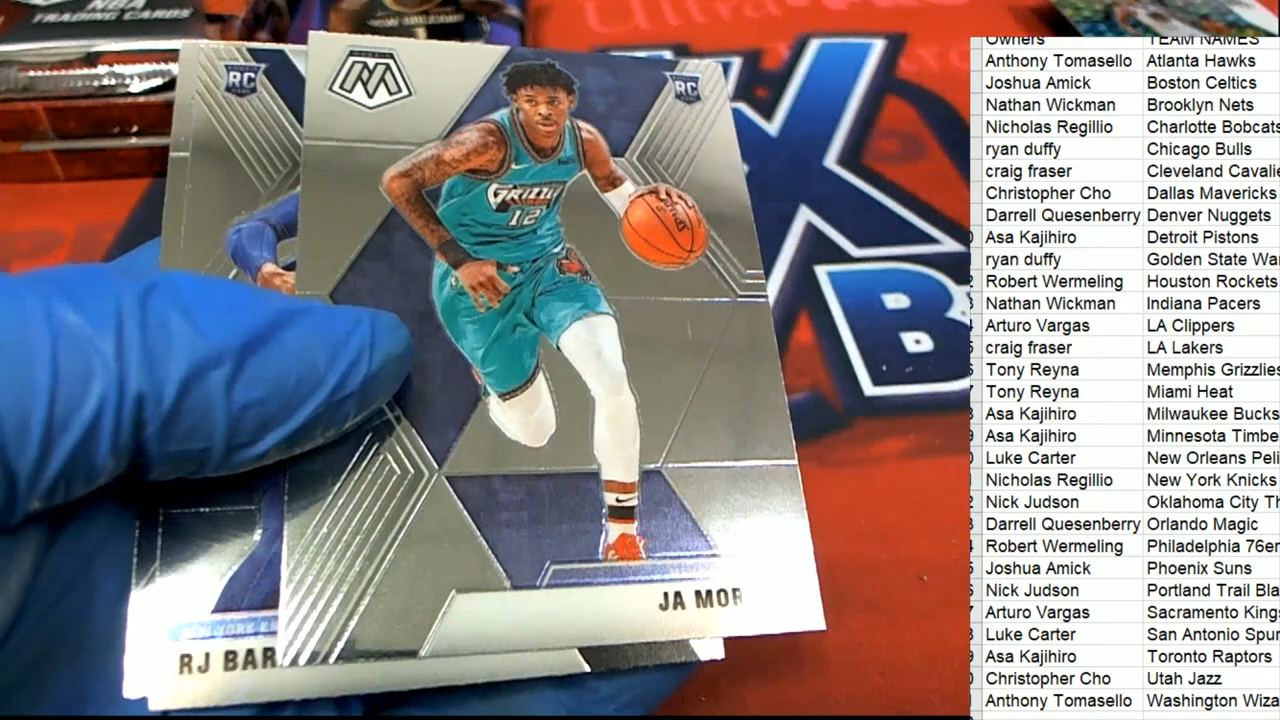 NBA
TRADING CARDS
Ultra-
RC
MOSAIC
RC
GRIZZ
12
X
B
JA MOR
RJ BAR
Owners TEAM NAMES
Anthony Tomasello Atlanta Hawks
Joshua Amick Boston Celtics
Nathan Wickman Brooklyn Nets
Nicholas Regillio Charlotte Bobcats
ryan duffy Chicago Bulls
craig fraser Cleveland Cavalie
Christopher Cho Dallas Mavericks
Darrell Quesenberry Denver Nuggets
Asa Kajihiro Detroit Pistons
ryan duffy Golden State Wa
Robert Wermeling Houston Rockets
Nathan Wickman Indiana Pacers
Arturo Vargas LA Clippers
craig fraser LA Lakers
Tony Reyna Memphis Grizzlies
Tony Reyna Miami Heat
Asa Kajihiro Milwaukee Bucks
Asa Kajihiro Minnesota Timbe
Luke Carter New Orleans Peli
Nicholas Regillio New York Knicks
Nick Judson Oklahoma City Th
Darrell Quesenberry Orlando Magic
Robert Wermeling Philadelphia 76er
Joshua Amick Phoenix Suns
Nick Judson Portland Trail Bla
Arturo Vargas Sacramento Kings
Luke Carter San Antonio Spur
Asa Kajihiro Toronto Raptors
Christopher Cho Utah Jazz
Anthony Tomasello Washington Wiza